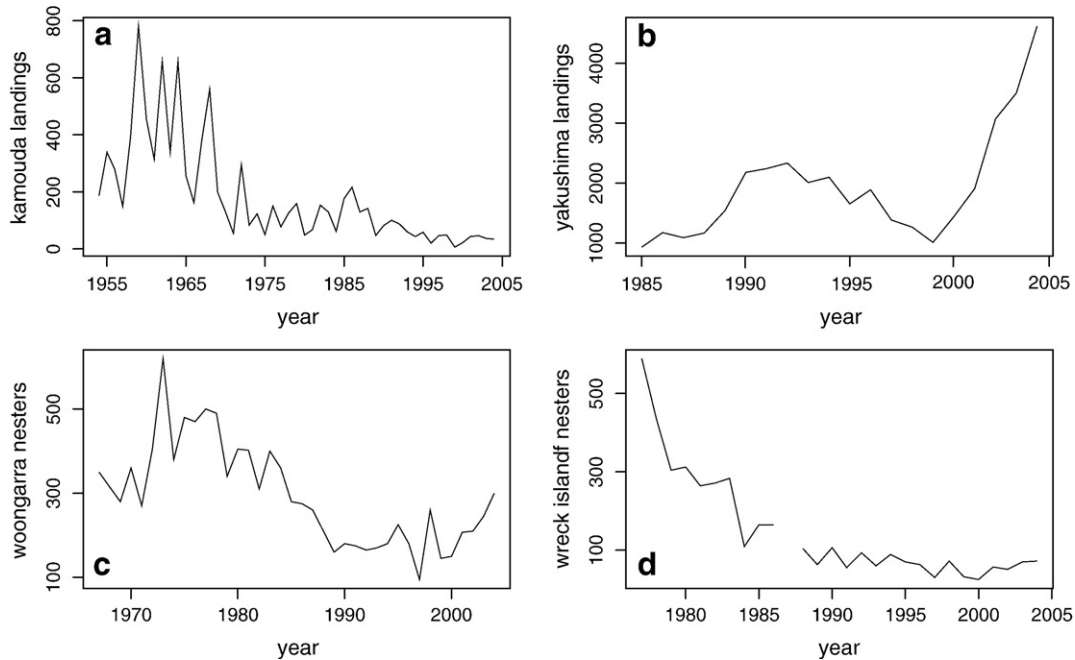 a
kamouda landings
800
600
400
200
0
1955 1965 1975 1985 1995 2005
year
b
yakushima landings
4000
3000
2000
1000
1985 1990 1995 2000 2005
year
c
woongarra nesters
500
300
100
1970 1980 1990 2000
year
d
wreck islandf nesters
500
300
100
1980 1985 1990 1995 2000 2005
year